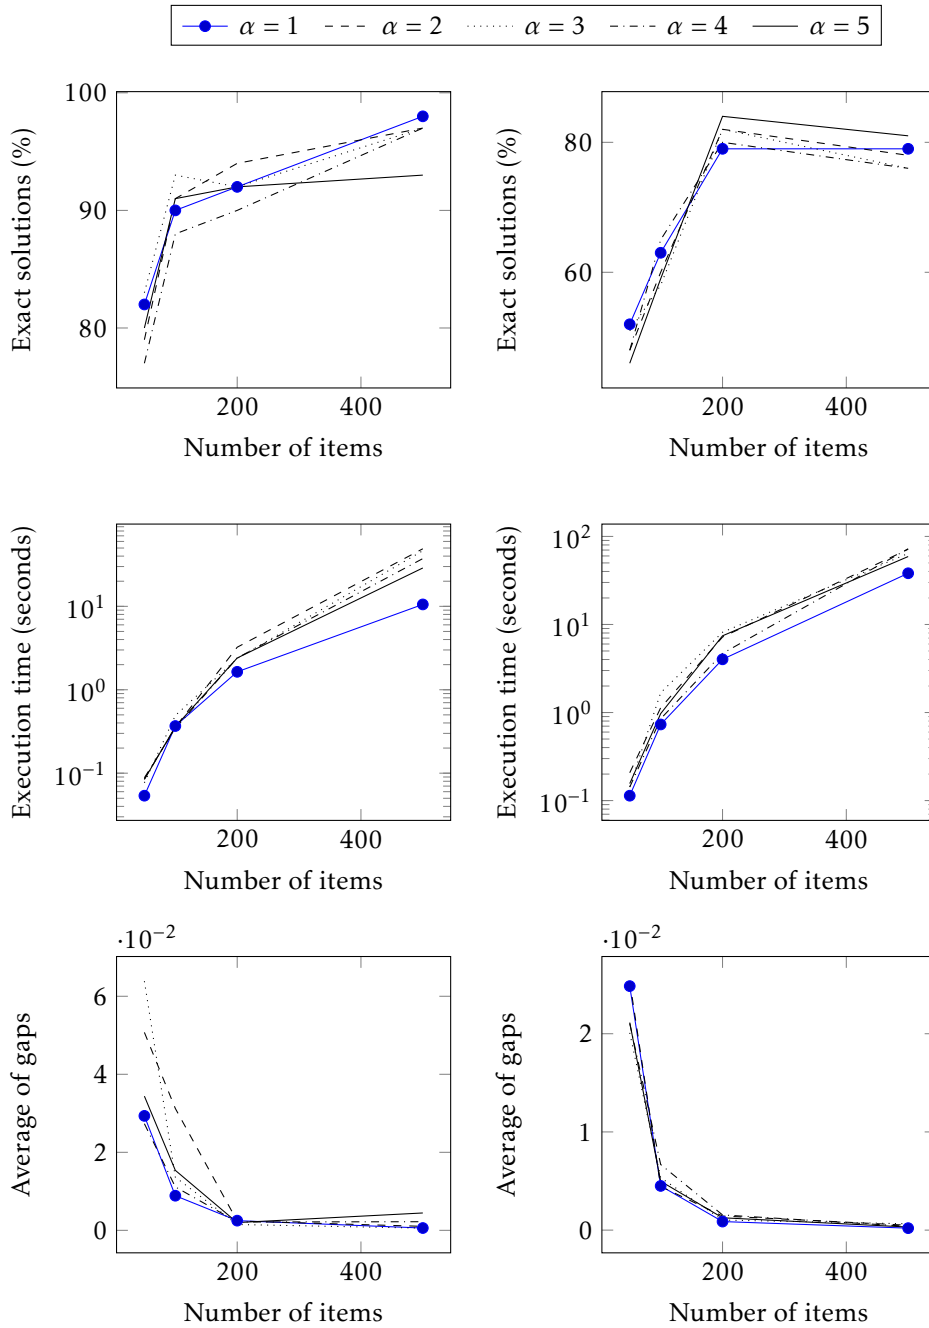 α = 1 α = 2 α = 3 α = 4 α = 5
100
90
80
200 400
Number of items
Exact solutions (%)
80
60
200 400
Number of items
Exact solutions (%)
10^1
10^0
10^−1
200 400
Number of items
Execution time (seconds)
10^2
10^1
10^0
10^−1
200 400
Number of items
Execution time (seconds)
·10^−2
6
4
2
0
200 400
Number of items
Average of gaps
·10^−2
2
1
0
200 400
Number of items
Average of gaps